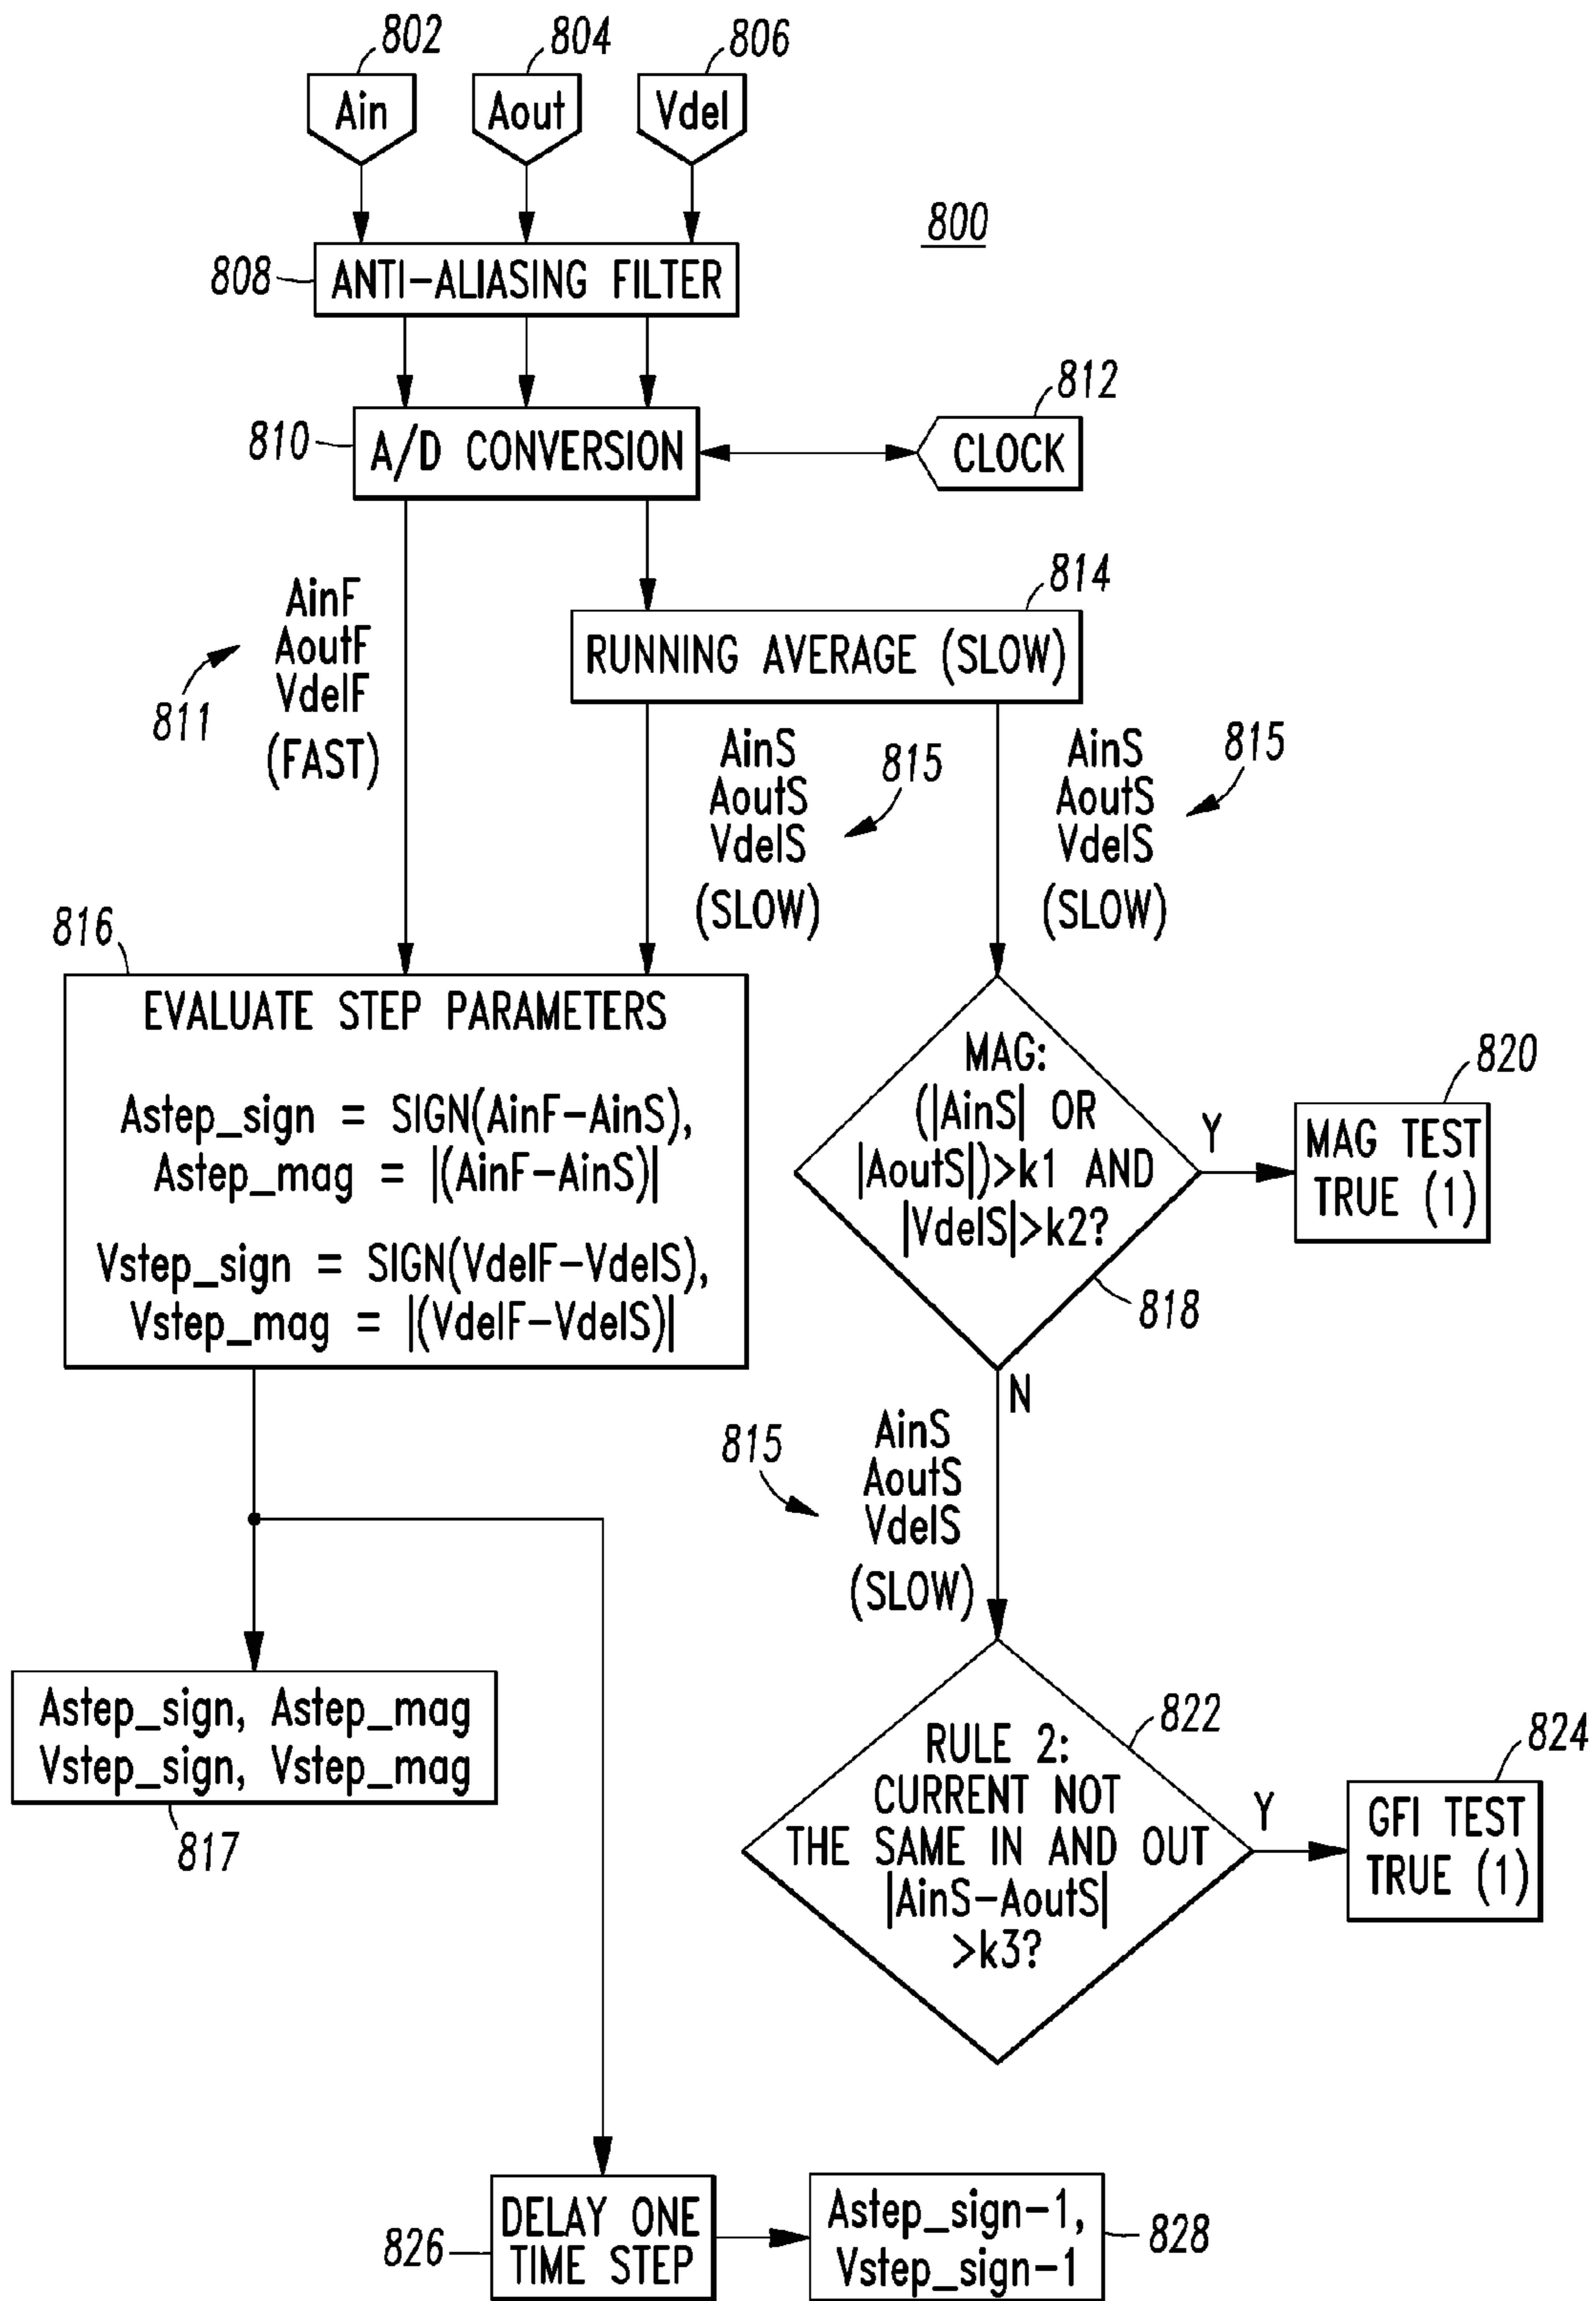 802
804
806
Ain
Aout
Vdel
800
808
ANTI-ALIASING FILTER
812
810
A/D CONVERSION
CLOCK
814
AinF
AoutF
VdelF
(FAST)
811
RUNNING AVERAGE (SLOW)
AinS
AoutS
VdelS
(SLOW)
815
AinS
AoutS
VdelS
(SLOW)
815
816
EVALUATE STEP PARAMETERS
Astep_sign = SIGN(AinF-AinS),
Astep_mag = |(AinF-AinS)|
Vstep_sign = SIGN(VdelF-VdelS),
Vstep_mag = |(VdelF-VdelS)|
MAG:
(|AinS| OR
|AoutS|)>k1 AND
|VdelS|>k2?
818
Y
820
MAG TEST
TRUE (1)
N
815
AinS
AoutS
VdelS
(SLOW)
Astep_sign, Astep_mag
Vstep_sign, Vstep_mag
817
822
RULE 2:
CURRENT NOT
THE SAME IN AND OUT
|AinS-AoutS|
>k3?
Y
824
GFI TEST
TRUE (1)
826
DELAY ONE
TIME STEP
Astep_sign-1,
Vstep_sign-1
828